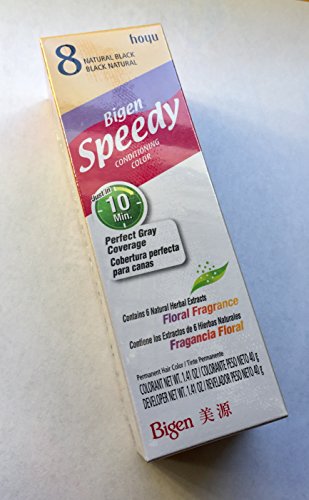 hoyu
8 NATURAL BLACK
BLACK NATURAL
Bigen
Speedy
CONDITIONING
COLOR
Just in
10
Min.
Perfect Gray
Coverage
Cobertura perfecta
para canas
Contains 6 Natural Herbal Extracts
Floral Fragrance
Contiene los Extractos de 6 Hierbas Naturales
Fragancia Floral
Permanent Hair Color / Tinte Permanente
COLORANT NET WT. 1.41 OZ / COLORANTE PESO NETO 40 g
DEVELOPER NET WT. 1.41 OZ / REVELADOR PESO NETO 40 g
Bigen 美源